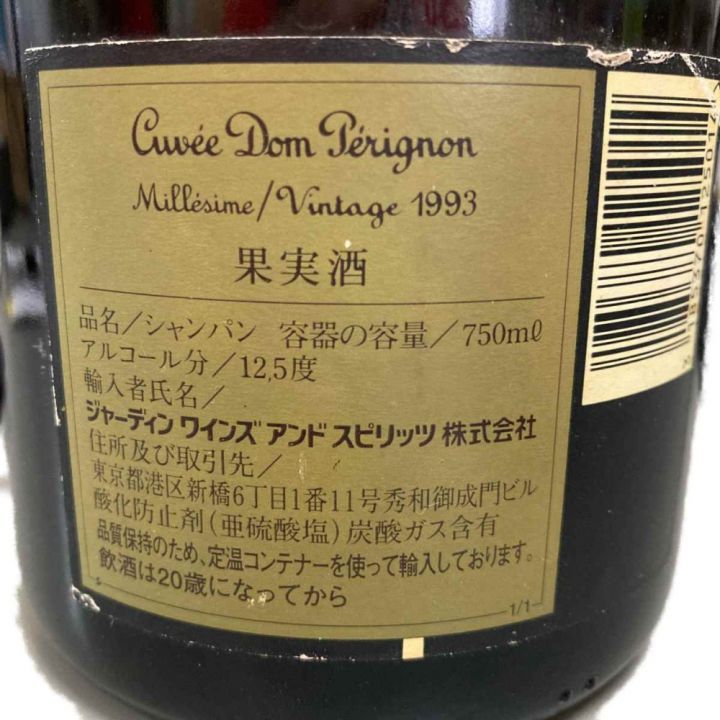 Cuvée Dom Pérignon
Millésime/Vintage 1993
果実酒
品名/シャンパン 容器の容量/750mℓ
アルコール分/12,5度
輸入者氏名/
ジャーディン ワインズ アンド スピリッツ 株式会社
住所及び取引先/
東京都港区新橋6丁目1番11号秀和御成門ビル
酸化防止剤(亜硫酸塩)炭酸ガス含有
品質保持のため、定温コンテナーを使って輸入しております。
飲酒は20歳になってから
1/1